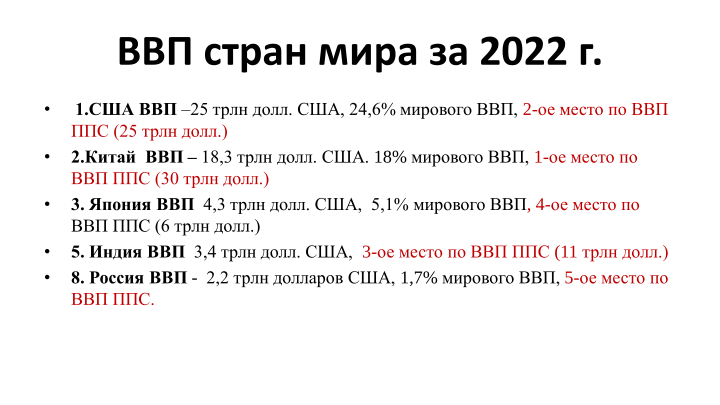 ВВП стран мира за 2022 г.
• 1.США ВВП –25 трлн долл. США, 24,6% мирового ВВП, 2-ое место по ВВП
ППС (25 трлн долл.)
• 2.Китай ВВП – 18,3 трлн долл. США. 18% мирового ВВП, 1-ое место по
ВВП ППС (30 трлн долл.)
• 3. Япония ВВП 4,3 трлн долл. США, 5,1% мирового ВВП, 4-ое место по
ВВП ППС (6 трлн долл.)
• 5. Индия ВВП 3,4 трлн долл. США, 3-ое место по ВВП ППС (11 трлн долл.)
• 8. Россия ВВП - 2,2 трлн долларов США, 1,7% мирового ВВП, 5-ое место по
ВВП ППС.